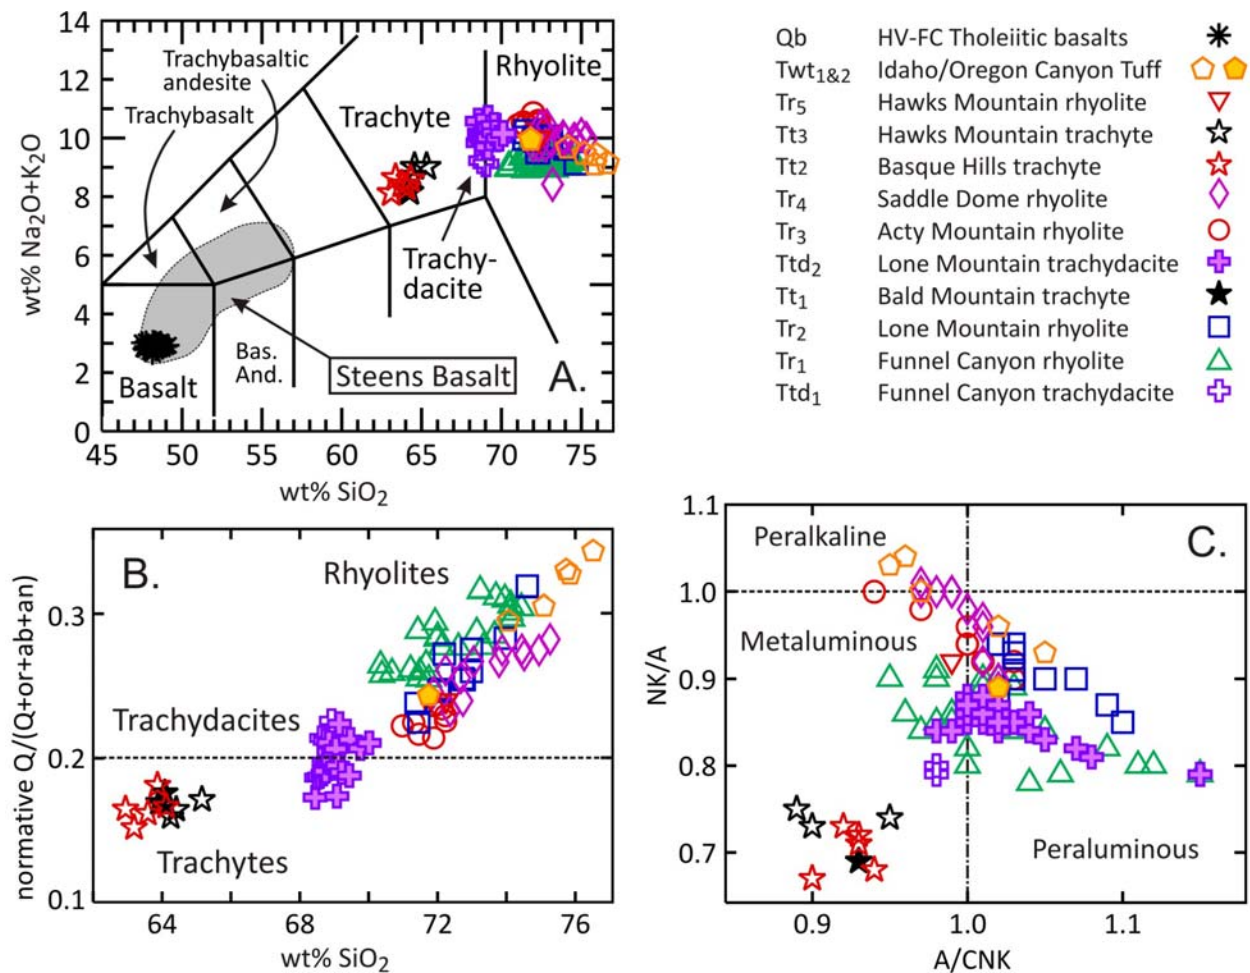 14
12
10
8
6
4
2
0
wt% Na₂O+K₂O
Trachybasaltic
andesite
Trachybasalt
Trachyte
Rhyolite
Trachy-
dacite
Bas.
And.
Steens Basalt
Basalt
A.
45 50 55 60 65 70 75
wt% SiO₂
Qb HV-FC Tholeiitic basalts
Twt₁&₂ Idaho/Oregon Canyon Tuff
Tr₅ Hawks Mountain rhyolite
Tt₃ Hawks Mountain trachyte
Tt₂ Basque Hills trachyte
Tr₄ Saddle Dome rhyolite
Tr₃ Acty Mountain rhyolite
Ttd₂ Lone Mountain trachydacite
Tt₁ Bald Mountain trachyte
Tr₂ Lone Mountain rhyolite
Tr₁ Funnel Canyon rhyolite
Ttd₁ Funnel Canyon trachydacite
B.
Rhyolites
0.3
0.2
0.1
normative Q/(Q+or+ab+an)
Trachydacites
Trachytes
64 68 72 76
wt% SiO₂
1.1
1.0
0.9
0.8
0.7
NK/A
Peralkaline
C.
Metaluminous
Peraluminous
0.9 1.0 1.1
A/CNK